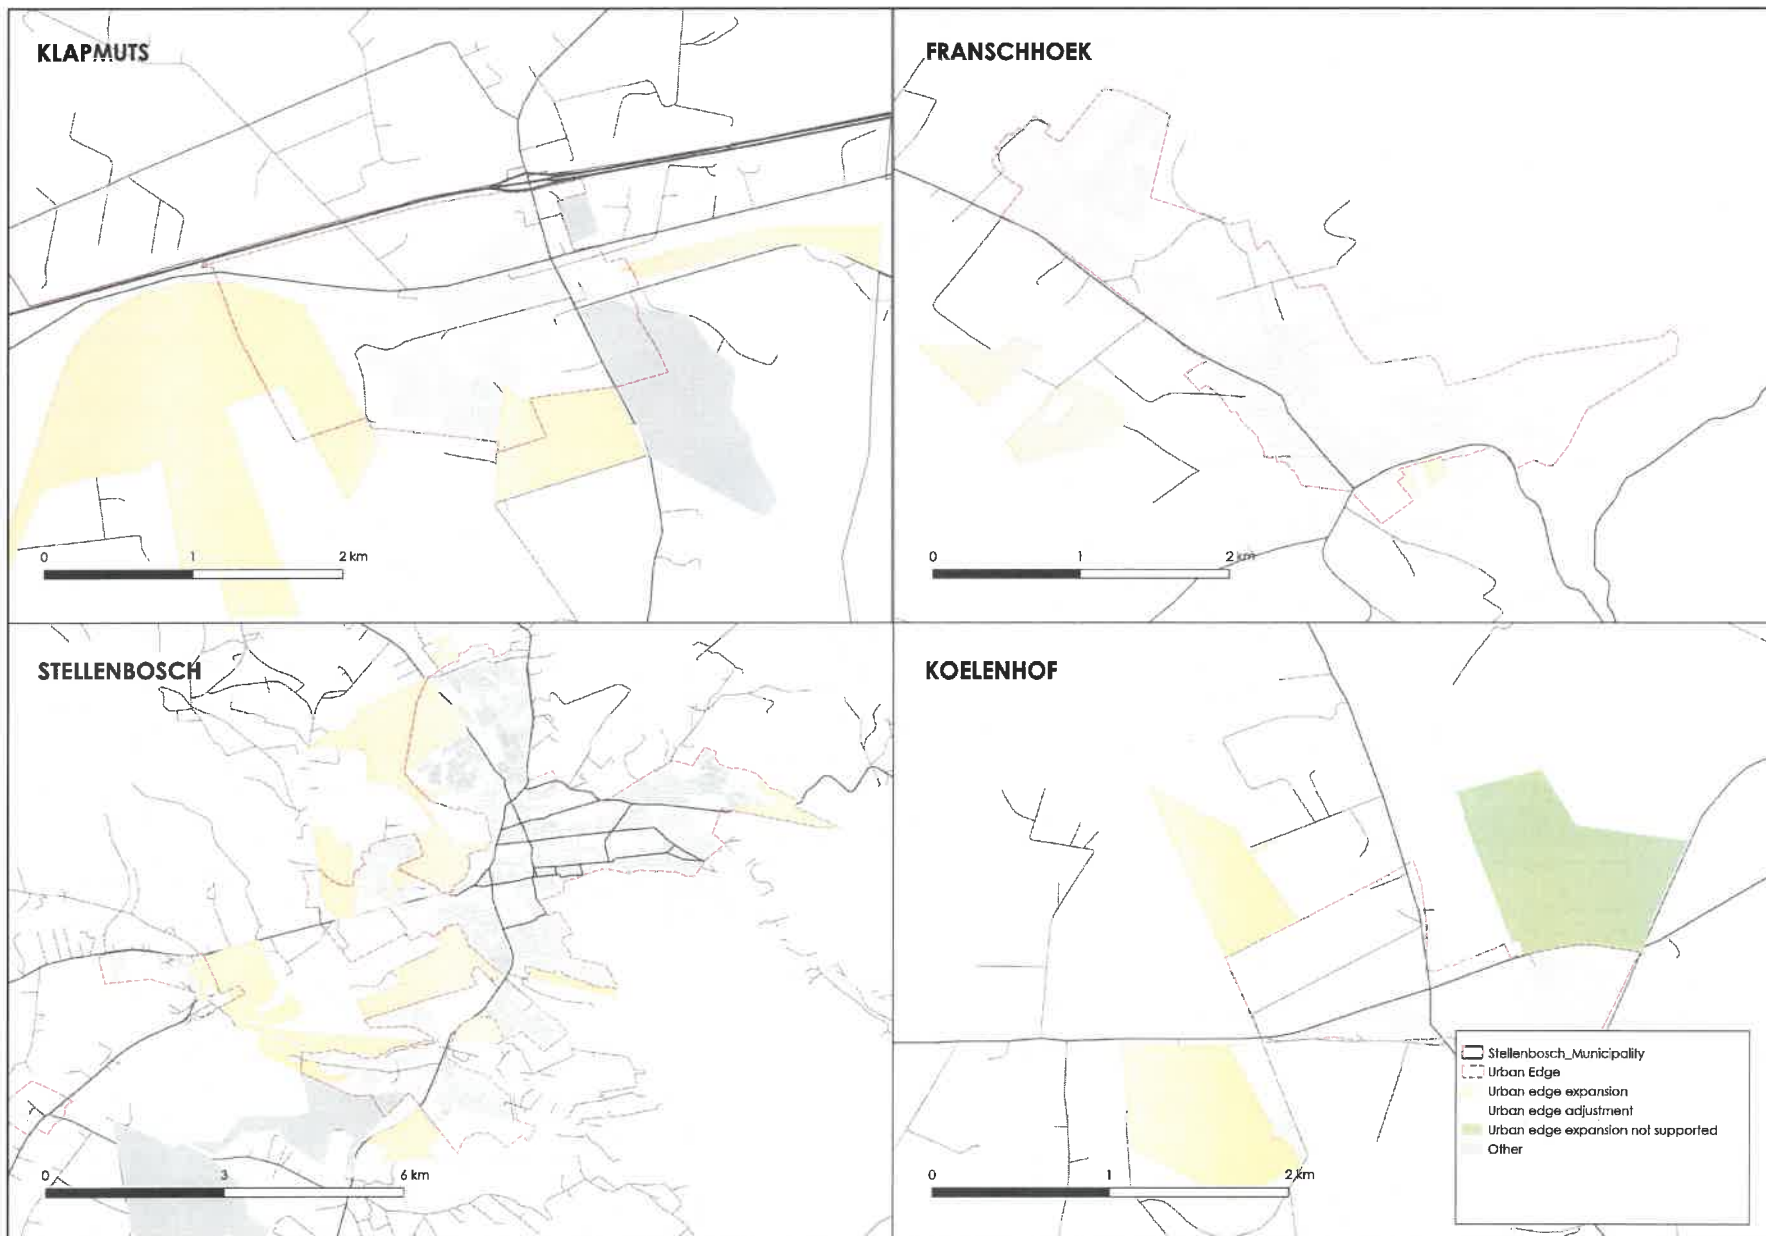 KLAPMUTS
0 1 2 km
FRANSCHHOEK
0 1 2 km
STELLENBOSCH
0 3 6 km
KOELENHOF
0 1 2 km
Stellenbosch_Municipality
Urban Edge
Urban edge expansion
Urban edge adjustment
Urban edge expansion not supported
Other